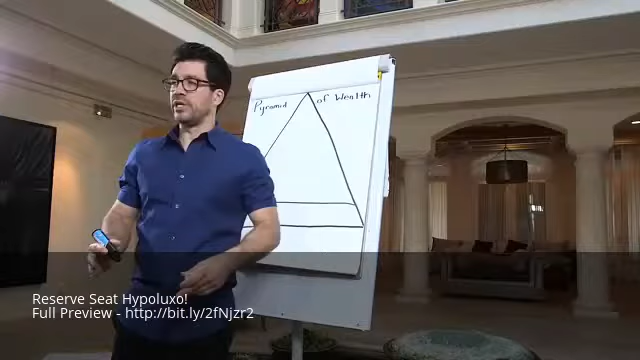 Pyramid of Wealth
Reserve Seat Hypoluxo!
Full Preview - http://bit.ly/2fNjzr2